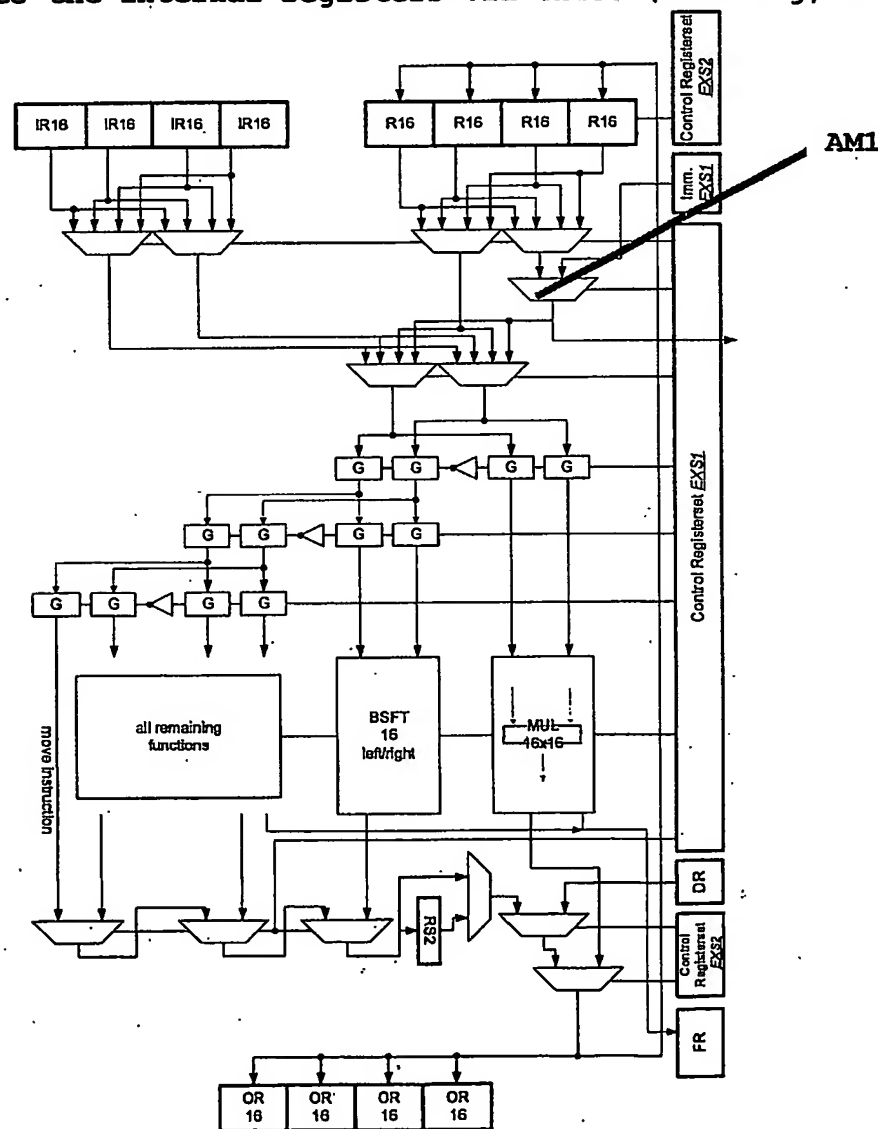 IR16 IR16 IR16 IR16
R16 R16 R16 R16
Control Registerset EXS2
AM1
Imm. EXS1
G G G G
Control Registerset EXS1
G G G G
G G G G
move instruction
all remaining functions
BSFT 16 left/right
MUL 16x16
DR
RS2
Control Registerset EXS2
FR
OR 16 OR 16 OR 16 OR 16